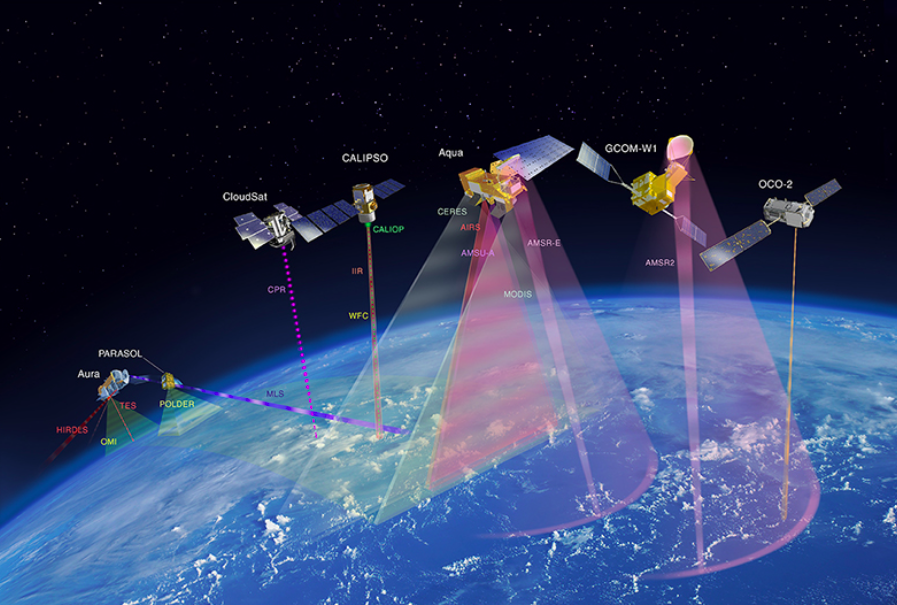 CALIPSO
Aqua
GCOM-W1
OCO-2
CloudSat
CERES
CALIOP
AIRS
AMSR-E
AMSU-A
AMSR2
IIR
CPR
MODIS
WFC
PARASOL
Aura
MLS
TES
POLDER
HIRDLS
OMI